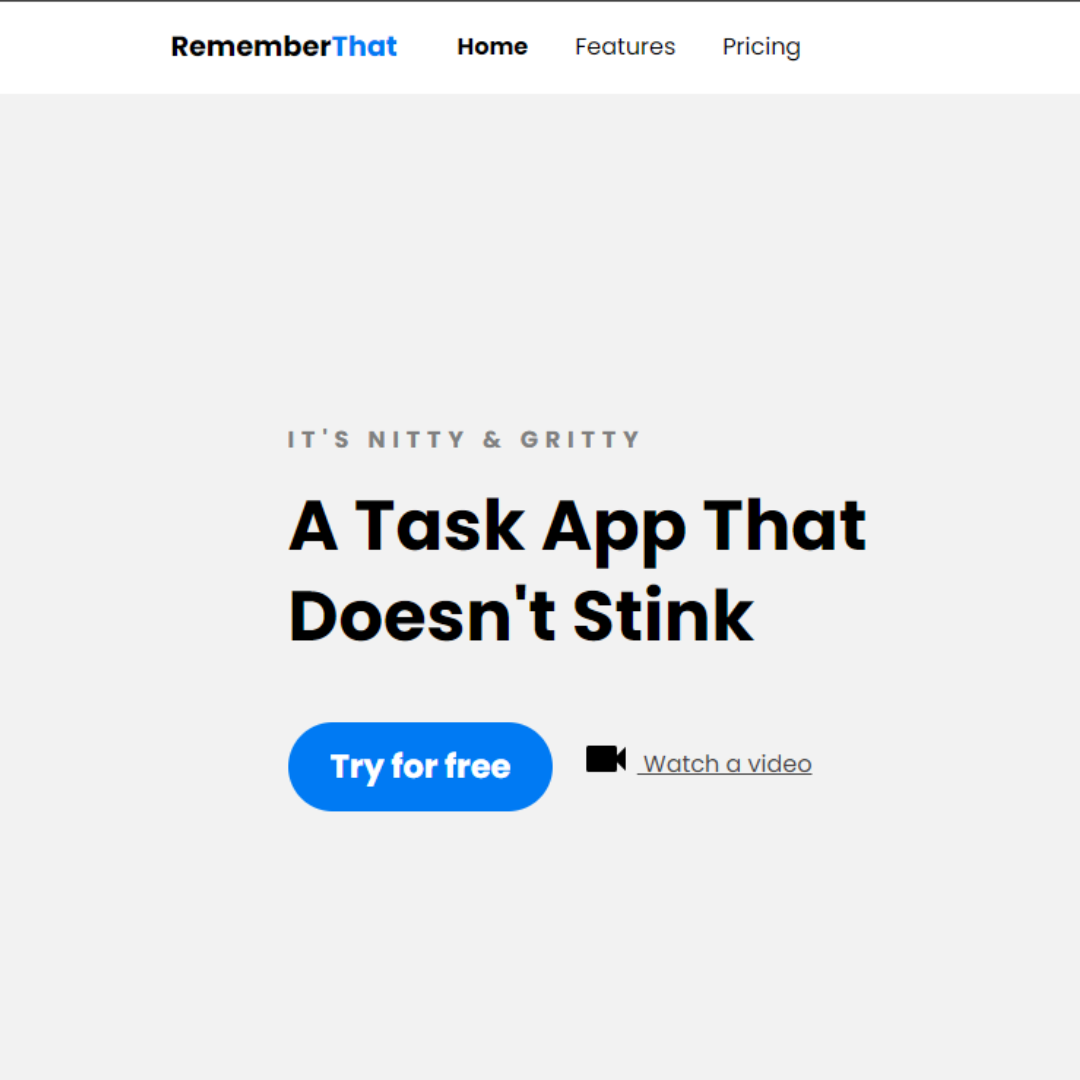 RememberThat Home Features Pricing
IT'S NITTY & GRITTY
A Task App That
Doesn't Stink
Try for free Watch a video